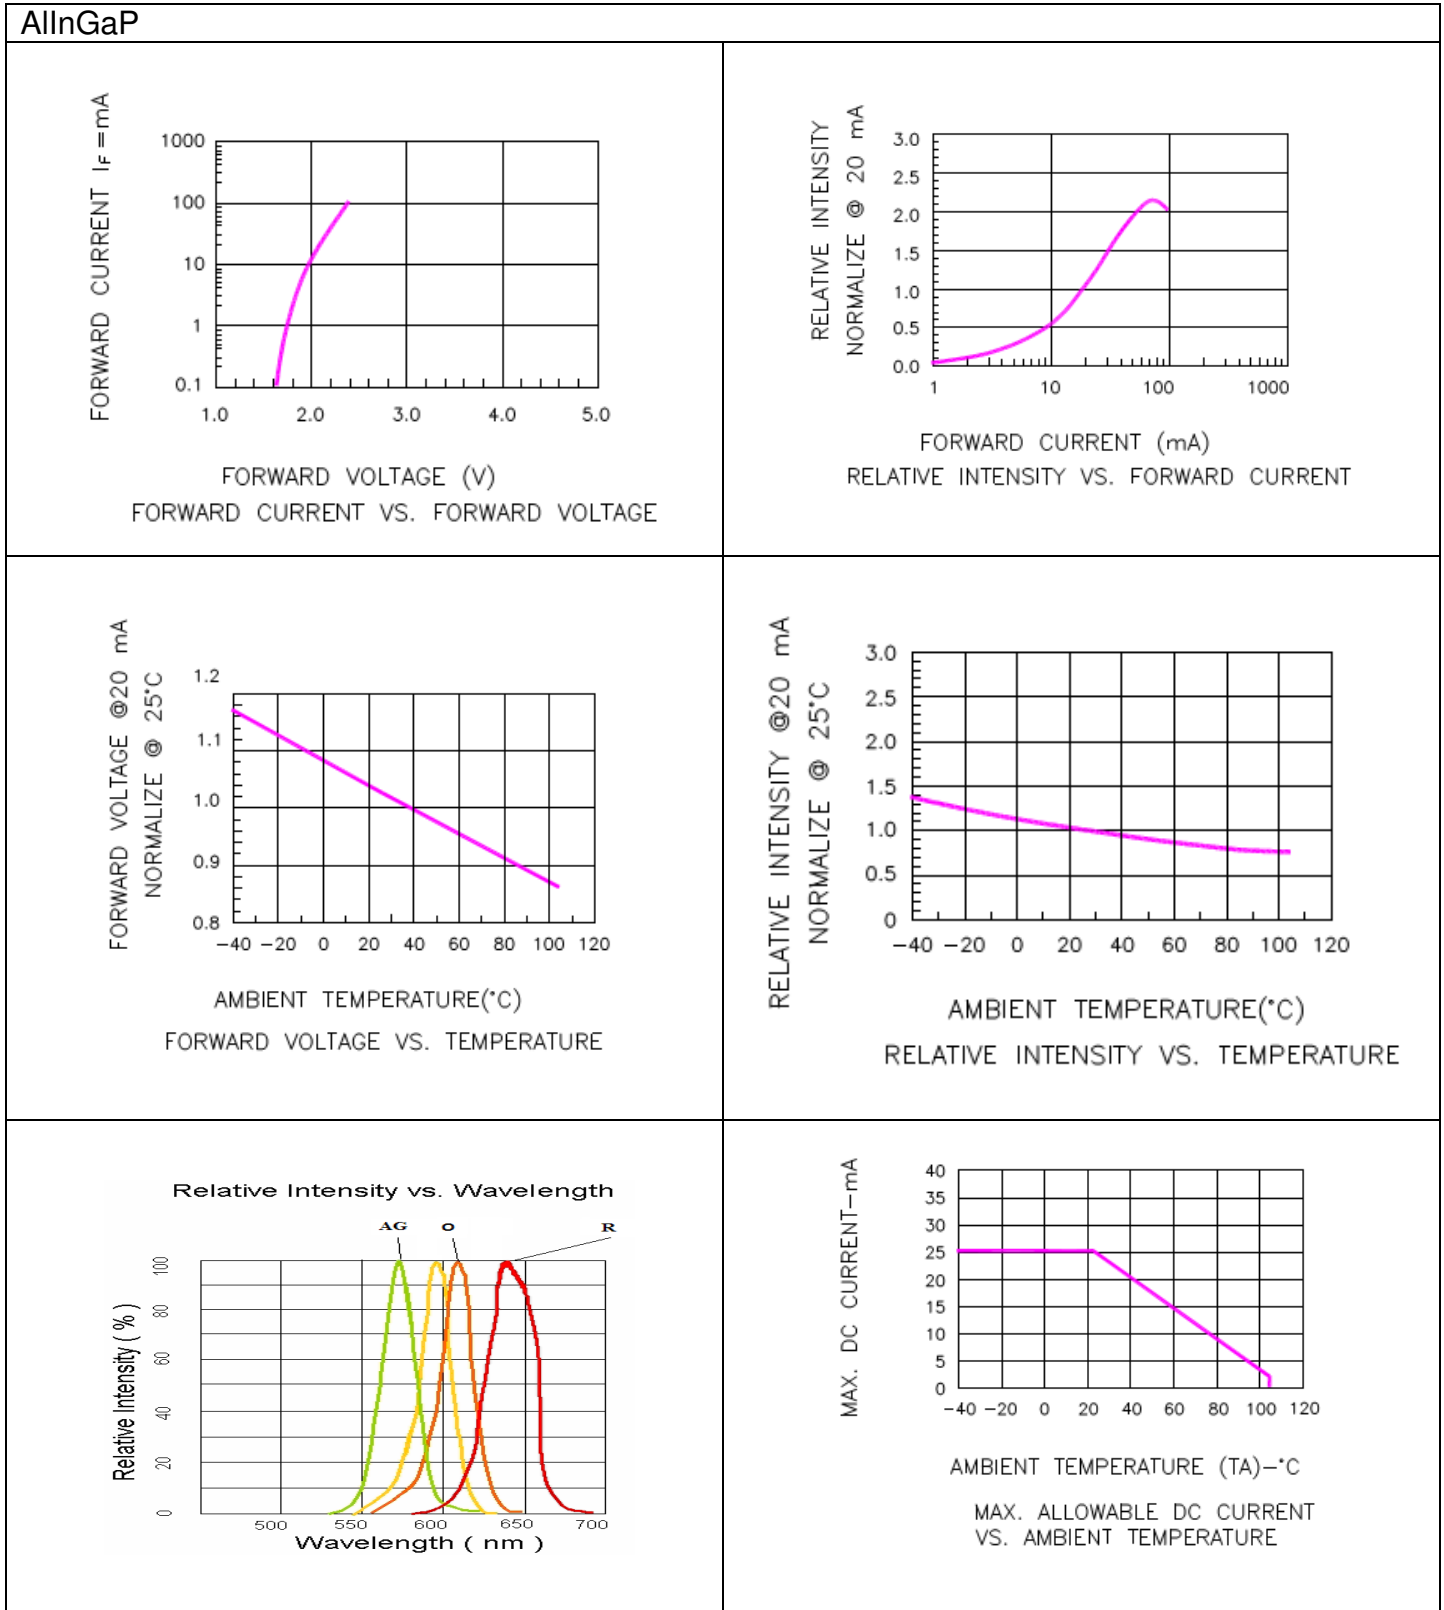 AlInGaP
FORWARD CURRENT IF=mA
1000
100
10
1
0.1
1.0 2.0 3.0 4.0 5.0
FORWARD VOLTAGE (V)
FORWARD CURRENT VS. FORWARD VOLTAGE
RELATIVE INTENSITY
NORMALIZE @ 20 mA
3.0
2.5
2.0
1.5
1.0
0.5
0.0
1 10 100 1000
FORWARD CURRENT (mA)
RELATIVE INTENSITY VS. FORWARD CURRENT
FORWARD VOLTAGE @20 mA
NORMALIZE @ 25°C
1.2
1.1
1.0
0.9
0.8
-40 -20 0 20 40 60 80 100 120
AMBIENT TEMPERATURE(°C)
FORWARD VOLTAGE VS. TEMPERATURE
RELATIVE INTENSITY @20 mA
NORMALIZE @ 25°C
3.0
2.5
2.0
1.5
1.0
0.5
0
-40 -20 0 20 40 60 80 100 120
AMBIENT TEMPERATURE(°C)
RELATIVE INTENSITY VS. TEMPERATURE
Relative Intensity vs. Wavelength
AG O R
Relative Intensity ( % )
100
80
60
40
20
0
500 550 600 650 700
Wavelength ( nm )
MAX. DC CURRENT-mA
40
35
30
25
20
15
10
5
0
-40 -20 0 20 40 60 80 100 120
AMBIENT TEMPERATURE (TA)-°C
MAX. ALLOWABLE DC CURRENT
VS. AMBIENT TEMPERATURE